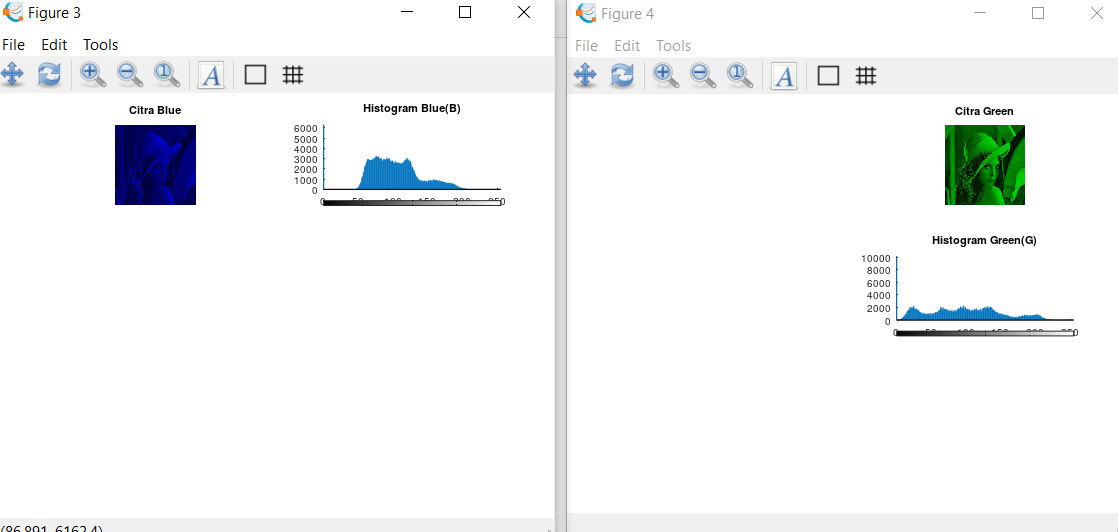 Figure 3
File Edit Tools
A
Citra Blue
Histogram Blue(B)
6000
5000
4000
3000
2000
1000
0
0 50 100 150 200 250
(86.891, 6162.4)
Figure 4
File Edit Tools
A
Citra Green
Histogram Green(G)
10000
8000
6000
4000
2000
0
0 50 100 150 200 250